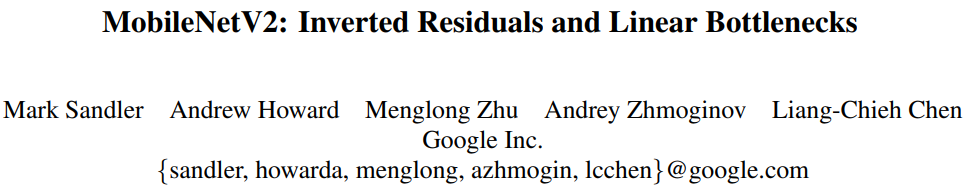 MobileNetV2: Inverted Residuals and Linear Bottlenecks
Mark Sandler Andrew Howard Menglong Zhu Andrey Zhmoginov Liang-Chieh Chen
Google Inc.
{sandler, howarda, menglong, azhmogin, lcchen}@google.com